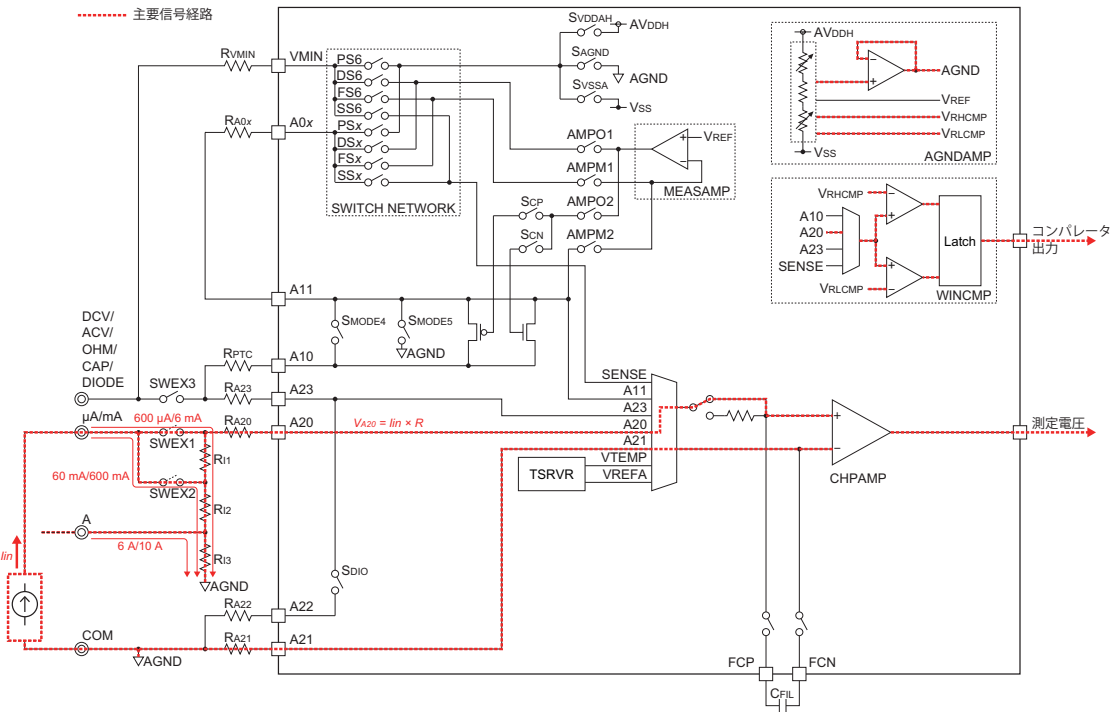 主要信号経路
SVDDAH
AVDDH
SAGND
AGND
SVSSA
VSS
RVMIN
VMIN
PS6
DS6
FS6
SS6
RA0x
A0x
PSx
DSx
FSx
SSx
SWITCH NETWORK
AMPO1
AMPM1
AMPO2
AMPM2
VREF
MEASAMP
SCP
SCN
AVDDH
AGND
VREF
VRHCMP
VRLCMP
VSS
AGNDAMP
VRHCMP
A10
A20
A23
SENSE
VRLCMP
Latch
WINCMP
コンパレータ
出力
A11
SMODE4
SMODE5
AGND
DCV/
ACV/
OHM/
CAP/
DIODE
RPTC
A10
SWEX3
RA23
A23
μA/mA
600 μA/6 mA
RA20
A20
VA20 = Iin × R
SWEX1
RI1
60 mA/600 mA
SWEX2
RI2
A
6 A/10 A
RI3
AGND
Iin
SENSE
A11
A23
A20
A21
VTEMP
VREFA
TSRVR
CHPAMP
測定電圧
SDIO
RA22
A22
COM
RA21
A21
AGND
FCP
FCN
CFIL